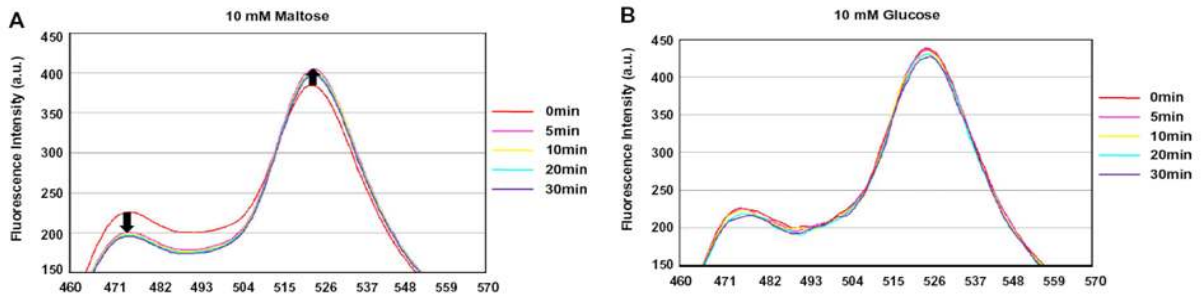 A
10 mM Maltose
Fluorescence Intensity (a.u.)
450
400
350
300
250
200
150
460 471 482 493 504 515 526 537 548 559 570
0min
5min
10min
20min
30min
B
10 mM Glucose
Fluorescence Intensity (a.u.)
450
400
350
300
250
200
150
460 471 482 493 504 515 526 537 548 559 570
0min
5min
10min
20min
30min